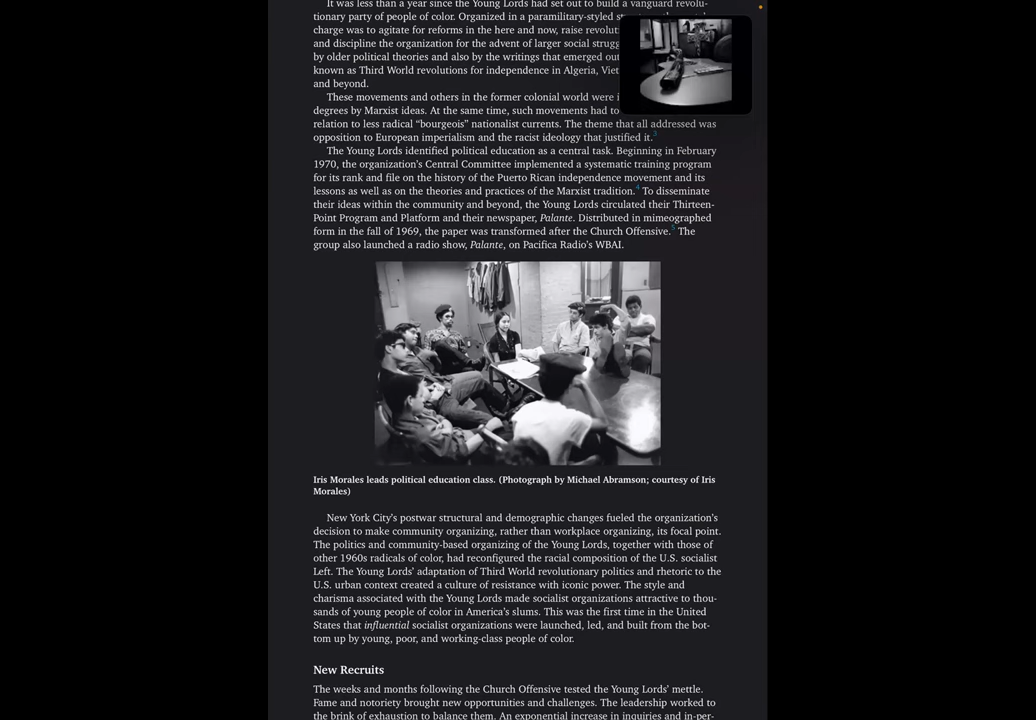 It was less than a year since the Young Lords had set out to build a vanguard revolu-
tionary party of people of color. Organized in a paramilitary-styled
charge was to agitate for reforms in the here and now, raise
and discipline the organization for the advent of larger social
by older political theories and also by the writings that emerged
known as Third World revolutions for independence in Algeria,
and beyond.
These movements and others in the former colonial world were
degrees by Marxist ideas. At the same time, such movements had to
relation to less radical “bourgeois” nationalist currents. The theme that all addressed was
opposition to European imperialism and the racist ideology that justified it.3
The Young Lords identified political education as a central task. Beginning in February
1970, the organization’s Central Committee implemented a systematic training program
for its rank and file on the history of the Puerto Rican independence movement and its
lessons as well as on the theories and practices of the Marxist tradition.4 To disseminate
their ideas within the community and beyond, the Young Lords circulated their Thirteen-
Point Program and Platform and their newspaper, Palante. Distributed in mimeographed
form in the fall of 1969, the paper was transformed after the Church Offensive.5 The
group also launched a radio show, Palante, on Pacifica Radio’s WBAI.
Iris Morales leads political education class. (Photograph by Michael Abramson; courtesy of Iris
Morales)
New York City’s postwar structural and demographic changes fueled the organization’s
decision to make community organizing, rather than workplace organizing, its focal point.
The politics and community-based organizing of the Young Lords, together with those of
other 1960s radicals of color, had reconfigured the racial composition of the U.S. socialist
Left. The Young Lords’ adaptation of Third World revolutionary politics and rhetoric to the
U.S. urban context created a culture of resistance with iconic power. The style and
charisma associated with the Young Lords made socialist organizations attractive to thou-
sands of young people of color in America’s slums. This was the first time in the United
States that influential socialist organizations were launched, led, and built from the bot-
tom up by young, poor, and working-class people of color.
New Recruits
The weeks and months following the Church Offensive tested the Young Lords’ mettle.
Fame and notoriety brought new opportunities and challenges. The leadership worked to
the brink of exhaustion to balance them. An exponential increase in inquiries and in-per-